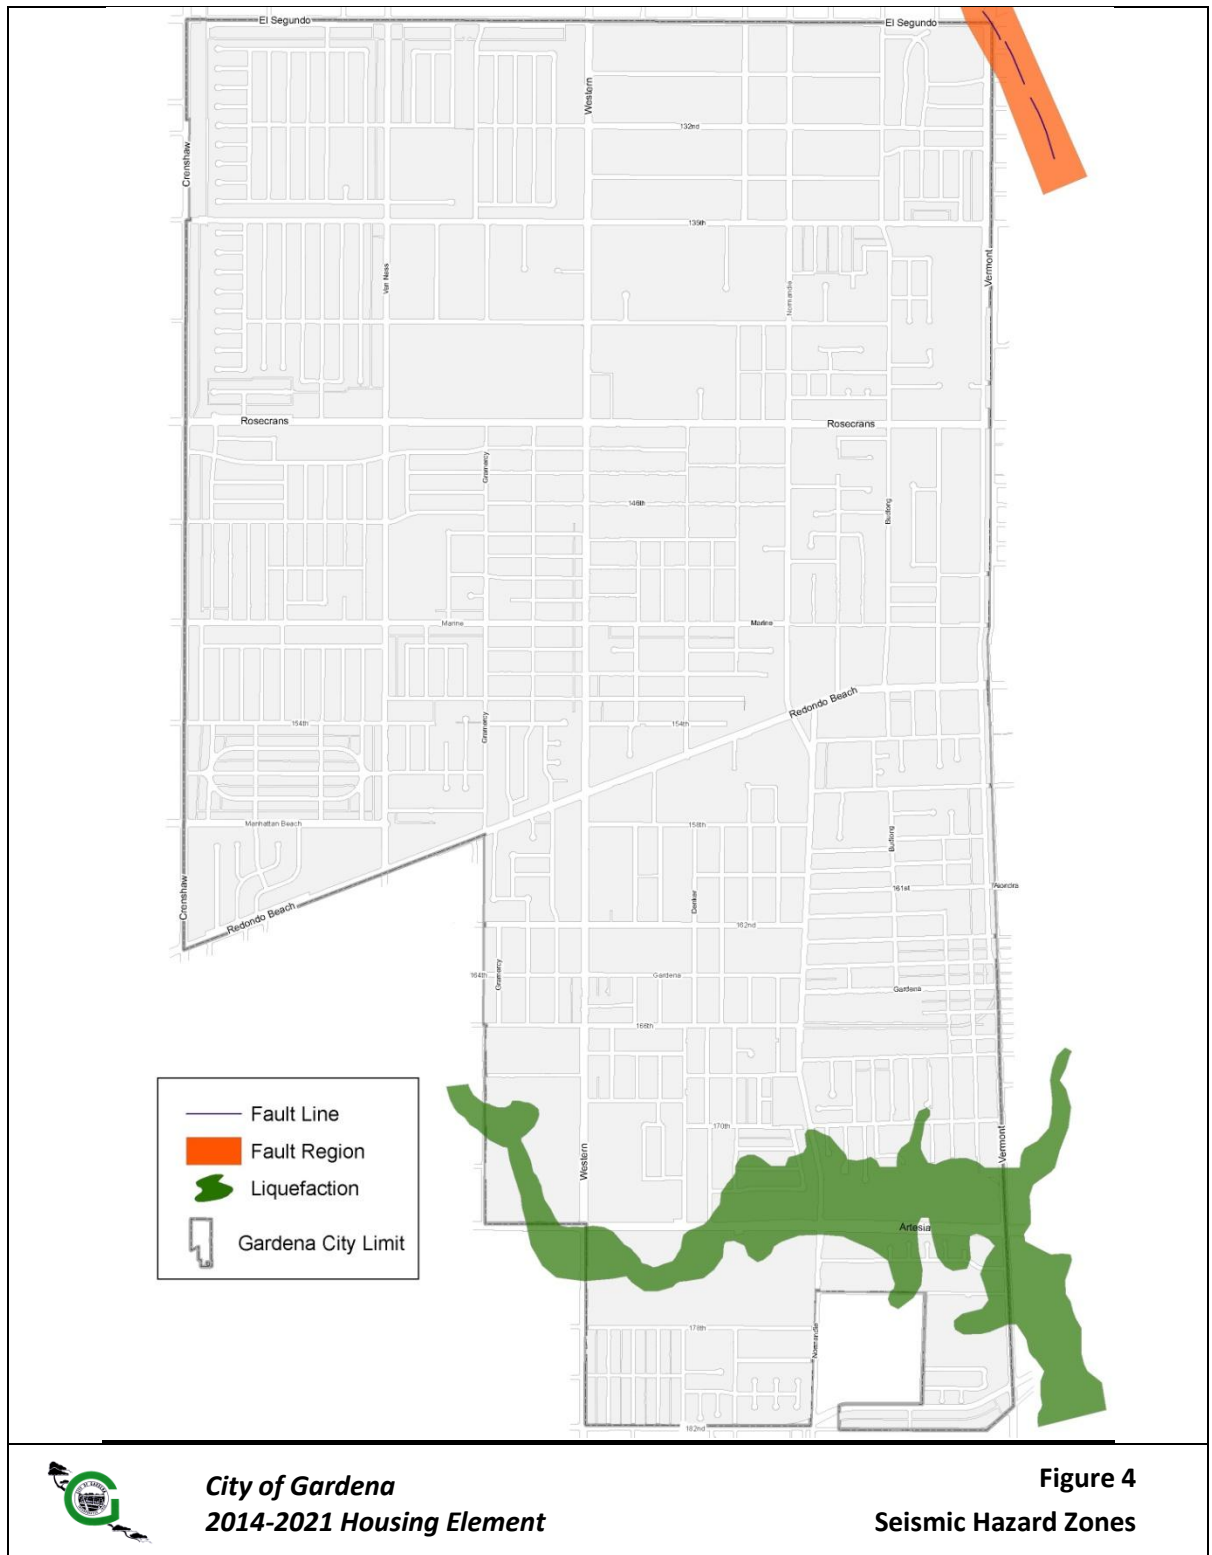 El Segundo
El Segundo
Western
132nd
Crenshaw
135th
Van Ness
Normandie
Vermont
Rosecrans
Rosecrans
Gramercy
146th
Budlong
Marine
Marine
Redondo Beach
154th
Gramercy
154th
Manhattan Beach
158th
Budlong
Crenshaw
161st
Alondra
Denker
Redondo Beach
162nd
164th
Gramercy
Gardena
Gardena
166th
Fault Line
Fault Region
Liquefaction
Gardena City Limit
170th
Western
Vermont
Artesia
178th
Normandie
182nd
City of Gardena
2014-2021 Housing Element
Figure 4
Seismic Hazard Zones